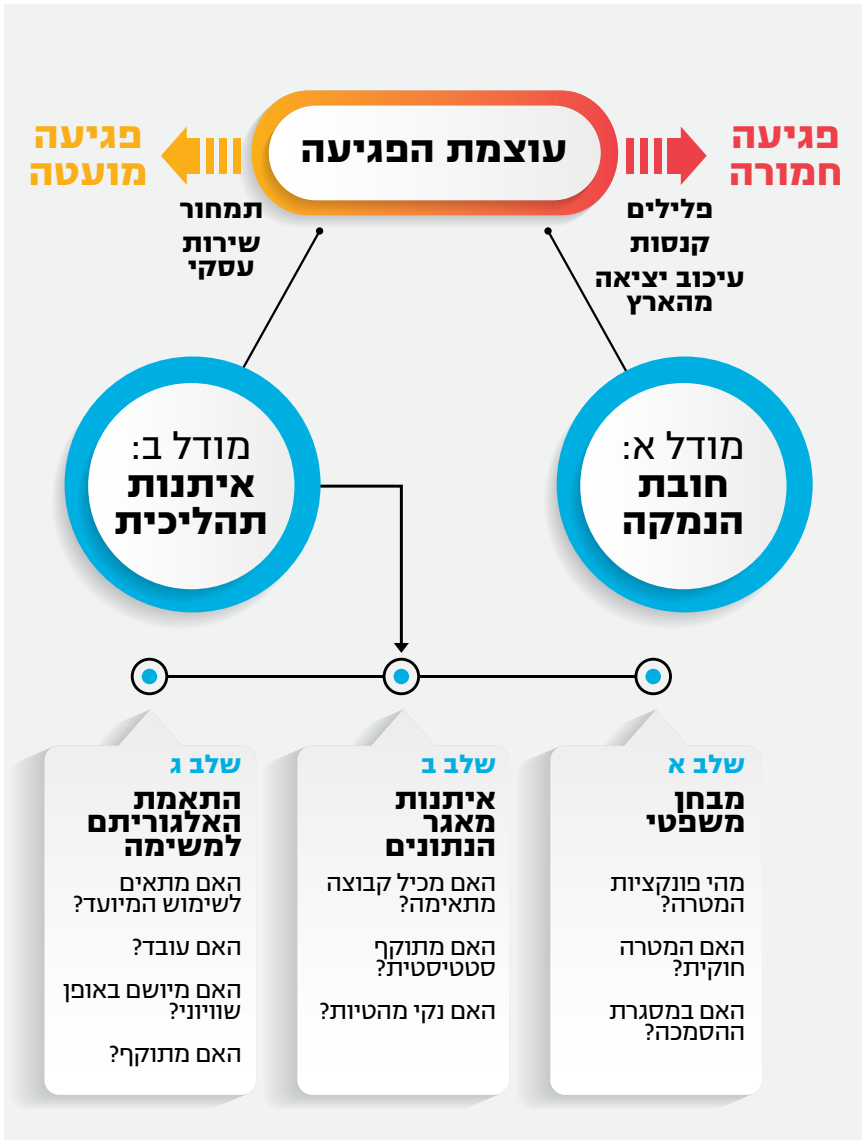 עוצמת הפגיעה
פגיעה
חמורה
פלילים
קנסות
עיכוב יציאה
מהארץ
פגיעה
מועטה
תמחור
שירות
עסקי
מודל א:
חובת
הנמקה
מודל ב:
איתנות
תהליכית
שלב א
מבחן
משפטי
מהי פונקציות
המטרה?
האם המטרה
חוקית?
האם במסגרת
ההסמכה?
שלב ב
איתנות
מאגר
הנתונים
האם מכיל קבוצה
מתאימה?
האם מתוקף
סטטיסטית?
האם נקי מהטיות?
שלב ג
התאמת
האלגוריתם
למשימה
האם מתאים
לשימוש המיועד?
האם עובד?
האם מיושם באופן
שוויוני?
האם מתוקף?